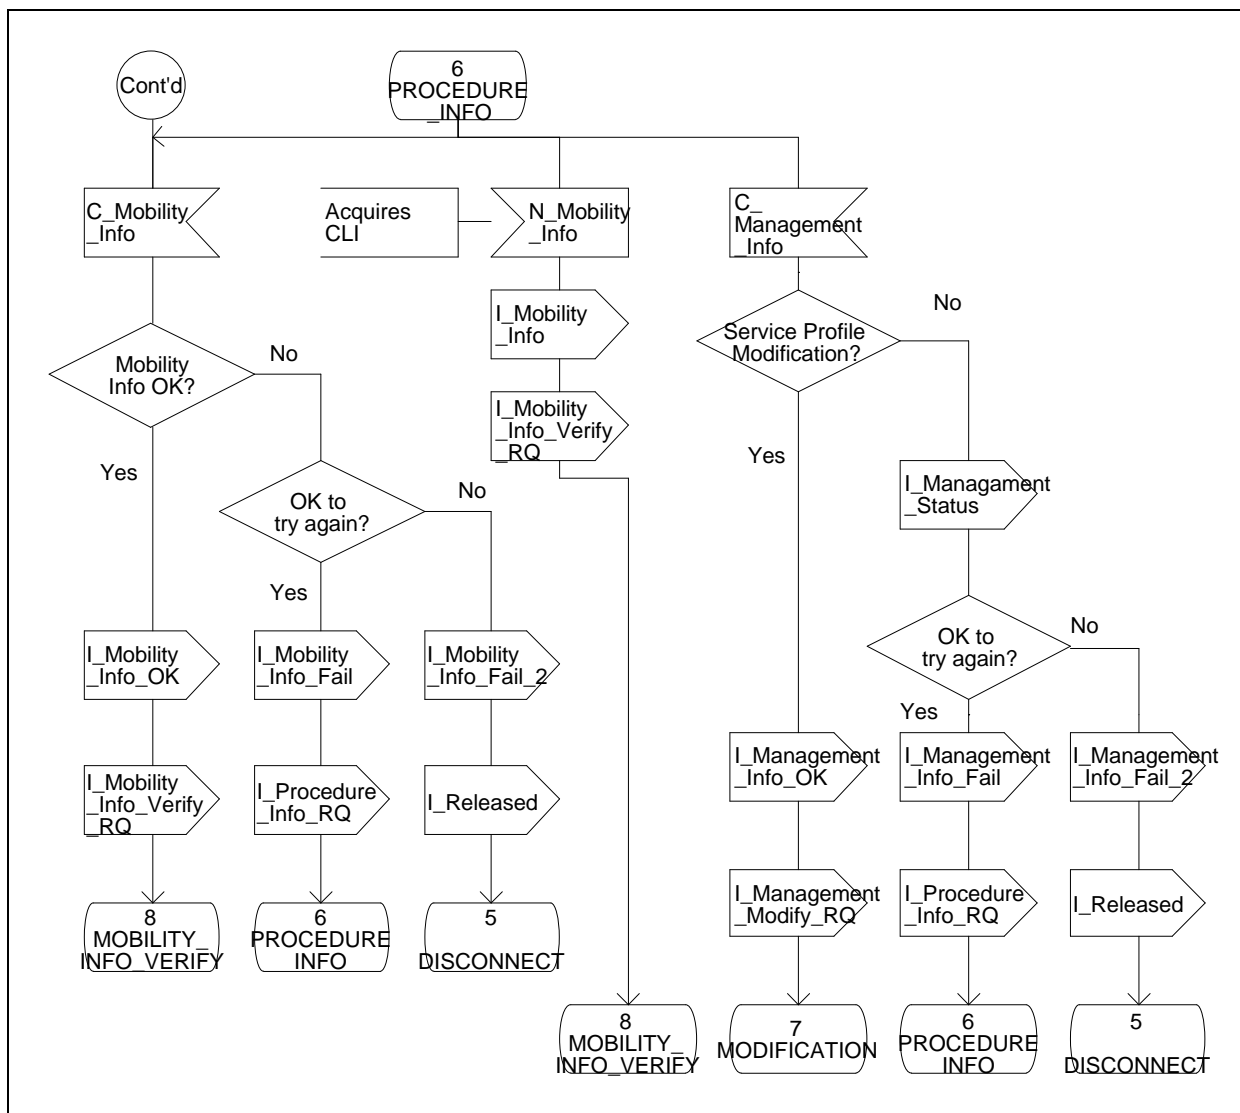 Cont'd
6
PROCEDURE
_INFO
C_Mobility
_Info
Acquires
CLI
N_Mobility
_Info
C_
Management
_Info
I_Mobility
_Info
No
Service Profile
Modification?
Mobility
Info OK?
No
I_Mobility
_Info_Verify
_RQ
Yes
Yes
OK to
try again?
No
I_Managament
_Status
Yes
I_Mobility
_Info_OK
I_Mobility
_Info_Fail
I_Mobility
_Info_Fail_2
OK to
try again?
No
Yes
I_Management
_Info_OK
I_Management
_Info_Fail
I_Management
_Info_Fail_2
I_Mobility
_Info_Verify
_RQ
I_Procedure
_Info_RQ
I_Released
I_Management
_Modify_RQ
I_Procedure
_Info_RQ
I_Released
8
MOBILITY_
INFO_VERIFY
6
PROCEDURE
INFO
5
DISCONNECT
8
MOBILITY_
INFO_VERIFY
7
MODIFICATION
6
PROCEDURE
INFO
5
DISCONNECT